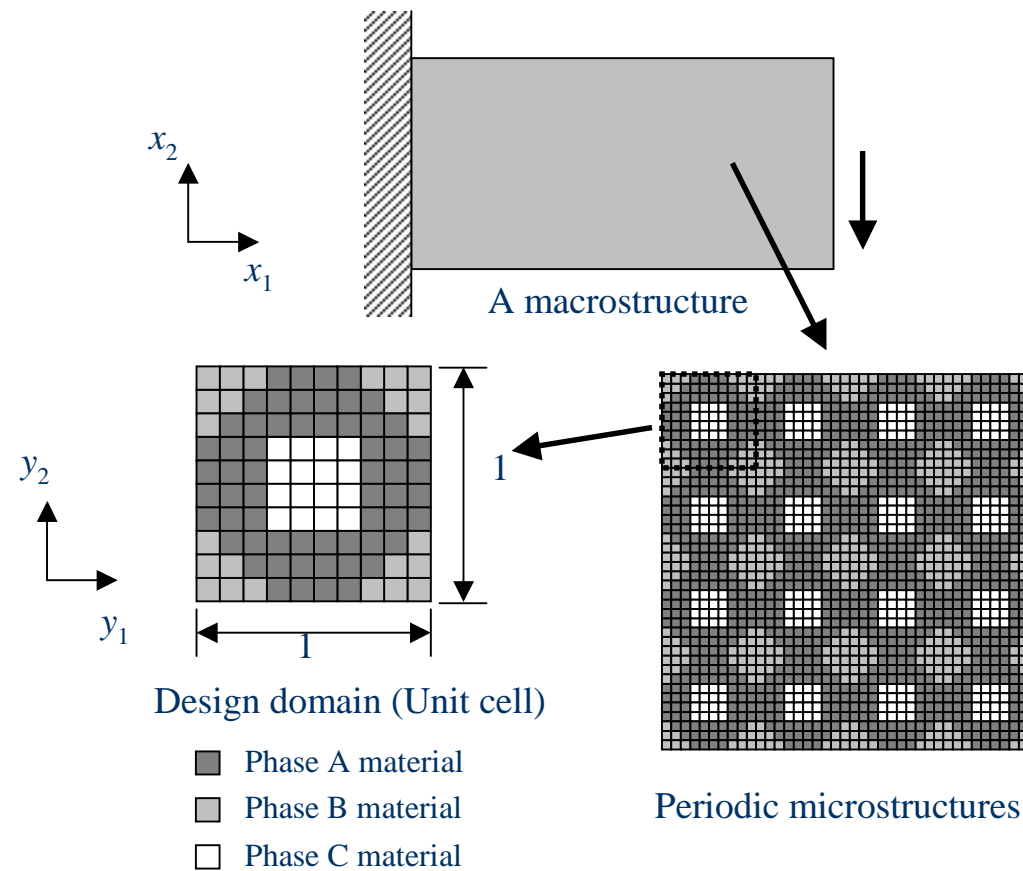 x2
x1
A macrostructure
y2
y1
1
1
Design domain (Unit cell)
Phase A material
Phase B material
Phase C material
Periodic microstructures